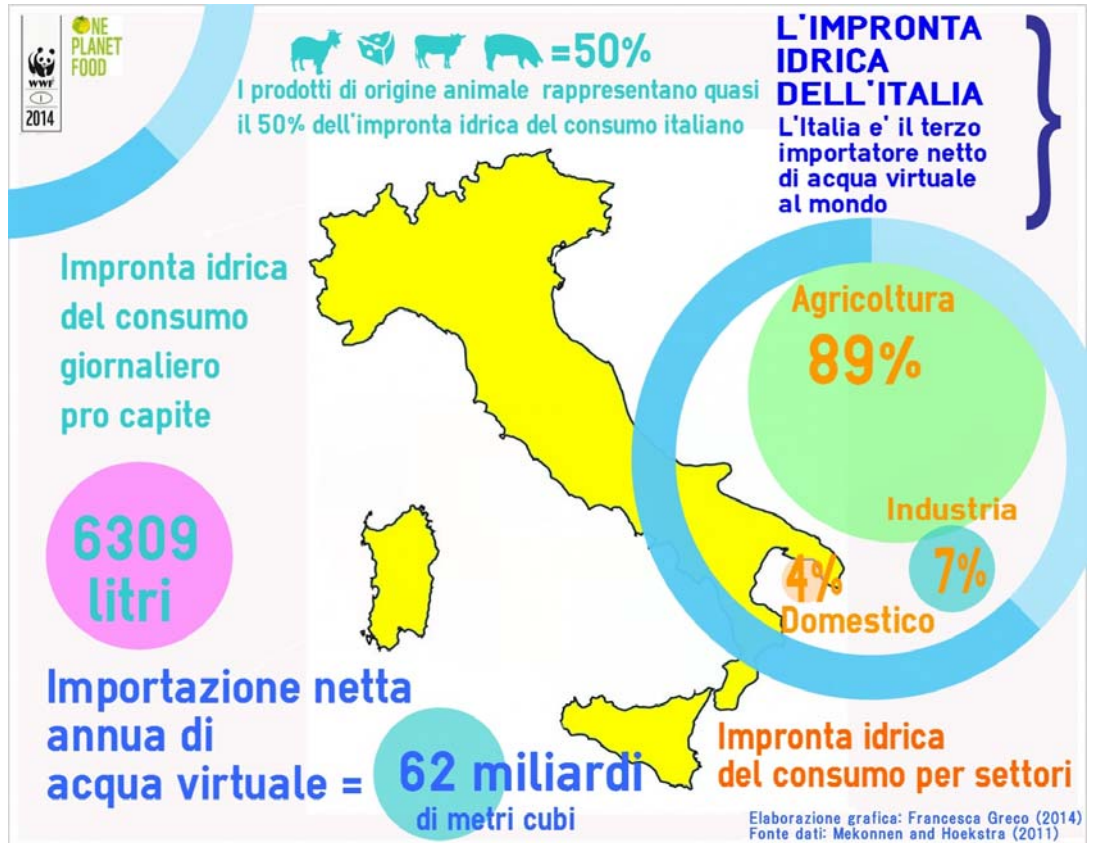 WWF
I
2014
ONE
PLANET
FOOD
=50%
I prodotti di origine animale rappresentano quasi
il 50% dell'impronta idrica del consumo italiano
L'IMPRONTA
IDRICA
DELL'ITALIA
L'Italia e' il terzo
importatore netto
di acqua virtuale
al mondo
Impronta idrica
del consumo
giornaliero
pro capite
6309
litri
Agricoltura
89%
Industria
7%
4%
Domestico
Importazione netta
annua di
acqua virtuale =
62 miliardi
di metri cubi
Impronta idrica
del consumo per settori
Elaborazione grafica: Francesca Greco (2014)
Fonte dati: Mekonnen and Hoekstra (2011)